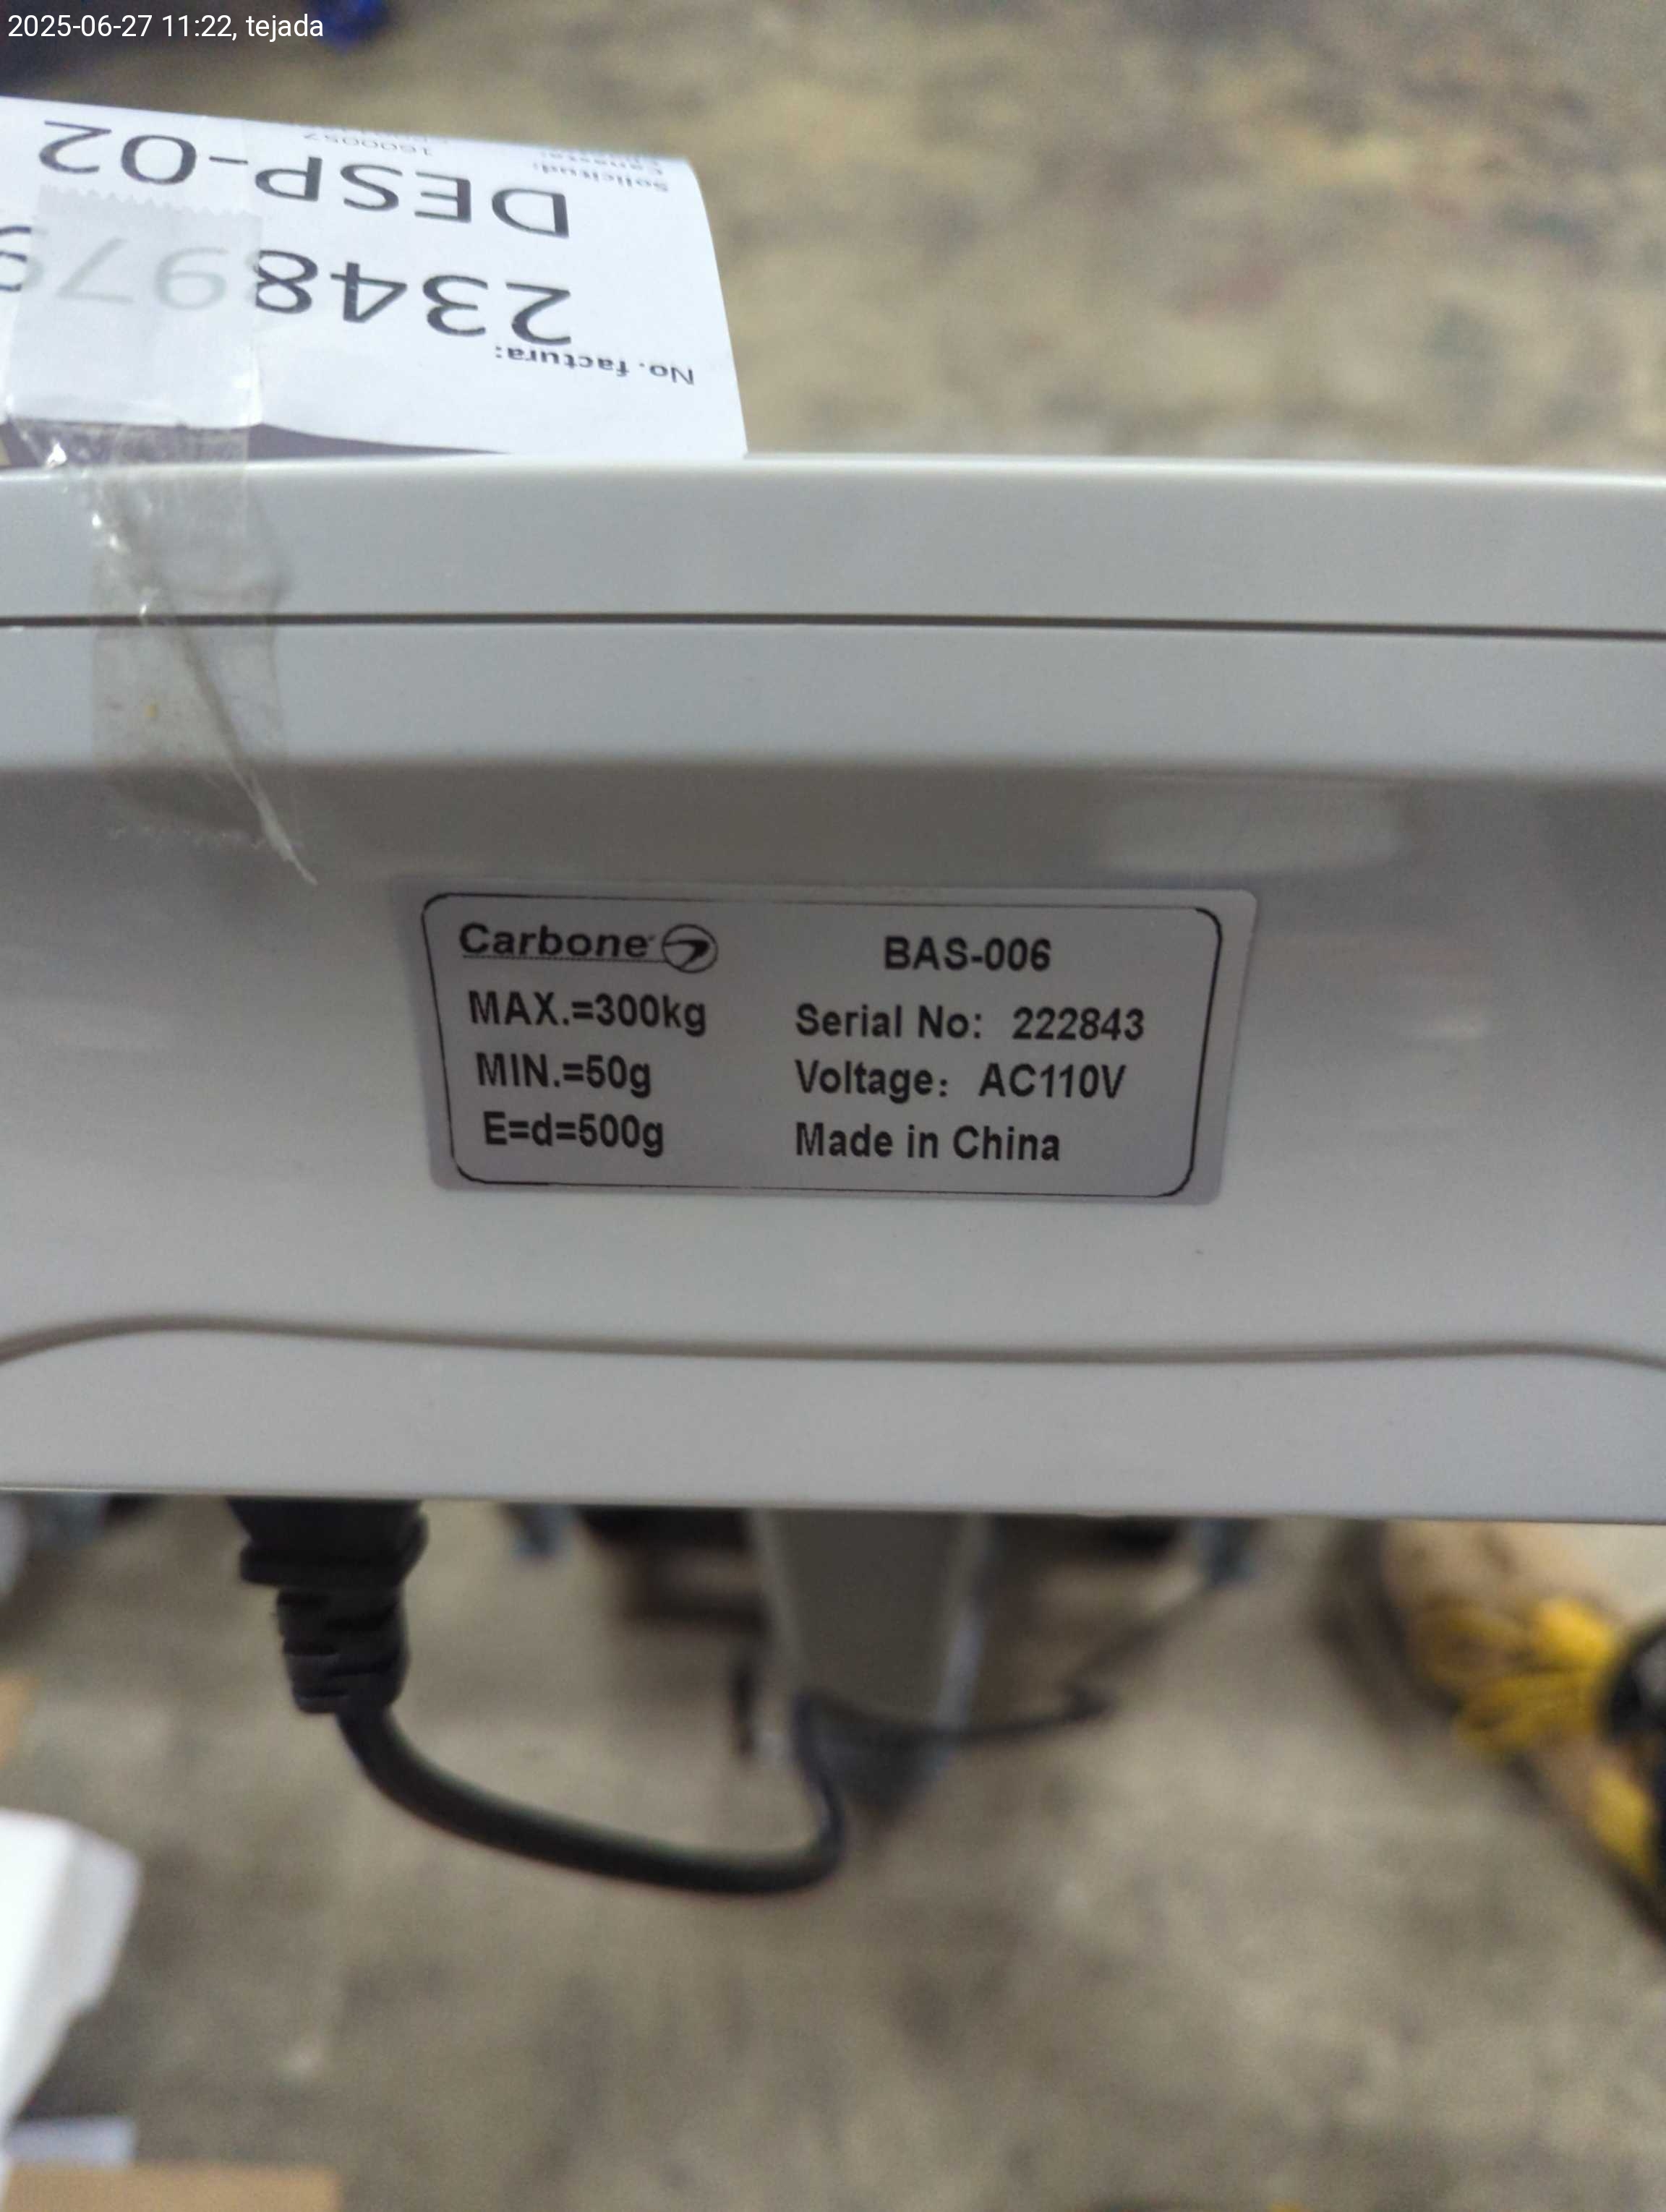 2025-06-27 11:22, tejada
No. factura:
2348979
DESP-02
Solicitud:
1600057
Carbone
BAS-006
MAX.=300kg
Serial No: 222843
MIN.=50g
Voltage: AC110V
E=d=500g
Made in China